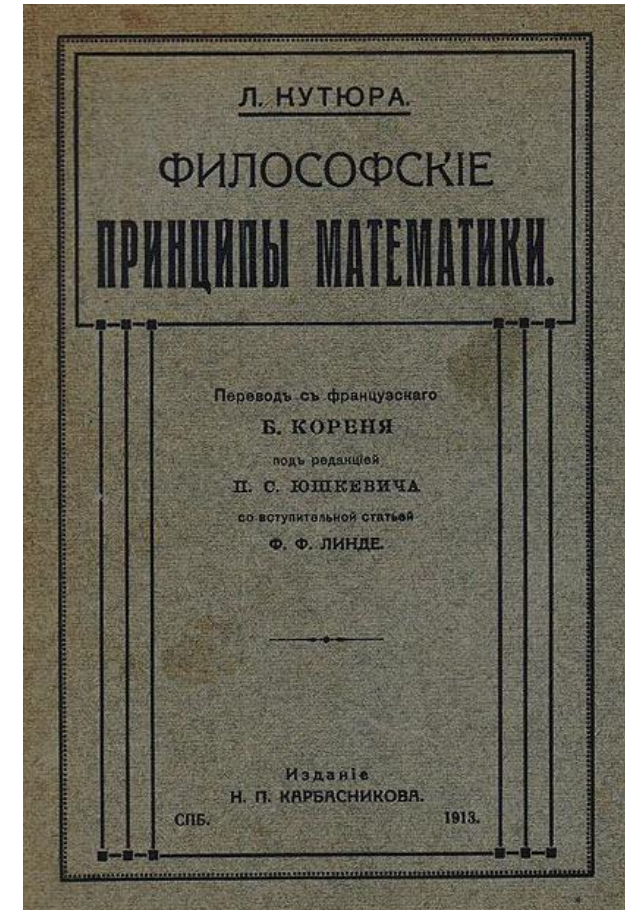 Л. КУТЮРА.
ФИЛОСОФСКІЕ
ПРИНЦИПЫ МАТЕМАТИКИ.
Переводъ съ французскаго
Б. КОРЕНЯ
подъ редакціей
П. С. ЮШКЕВИЧА
со вступительной статьей
Ф. Ф. ЛИНДЕ.
Изданіе
Н. П. КАРБАСНИКОВА.
СПБ. 1913.